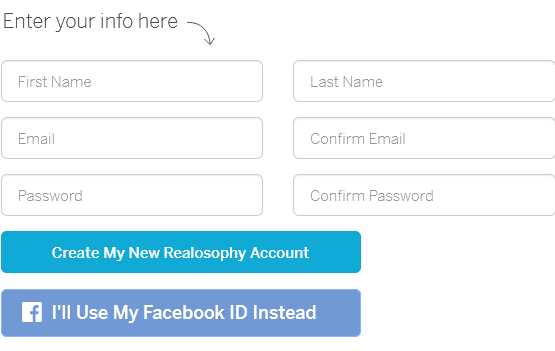 Enter your info here
First Name
Last Name
Email
Confirm Email
Password
Confirm Password
Create My New Realosophy Account
I'll Use My Facebook ID Instead